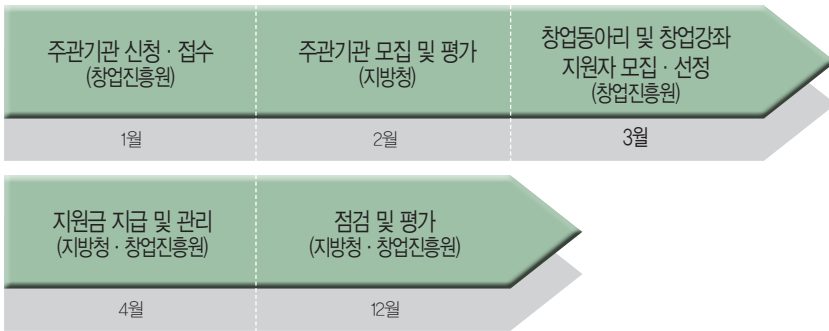 주관기관 신청 · 접수
(창업진흥원)
1월
주관기관 모집 및 평가
(지방청)
2월
창업동아리 및 창업강좌
지원자 모집 · 선정
(창업진흥원)
3월
지원금 지급 및 관리
(지방청 · 창업진흥원)
4월
점검 및 평가
(지방청 · 창업진흥원)
12월